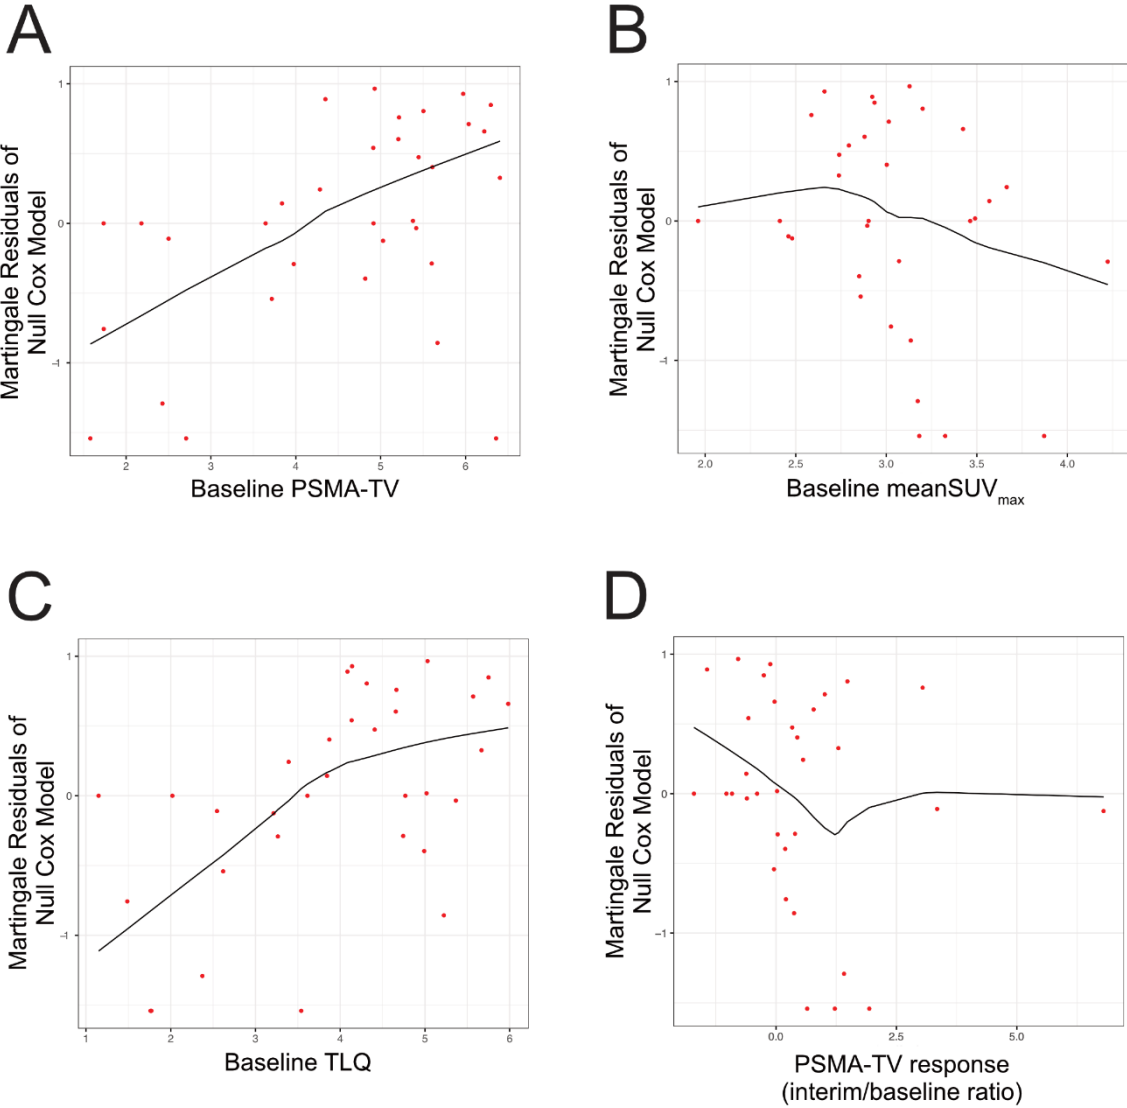 A
B
Martingale Residuals of
Null Cox Model
1
0
−1
2
3
4
5
6
Baseline PSMA-TV
Martingale Residuals of
Null Cox Model
1
0
−1
2.0
2.5
3.0
3.5
4.0
Baseline meanSUVmax
C
D
Martingale Residuals of
Null Cox Model
1
0
−1
1
2
3
4
5
6
Baseline TLQ
Martingale Residuals of
Null Cox Model
1
0
−1
0.0
2.5
5.0
PSMA-TV response
(interim/baseline ratio)